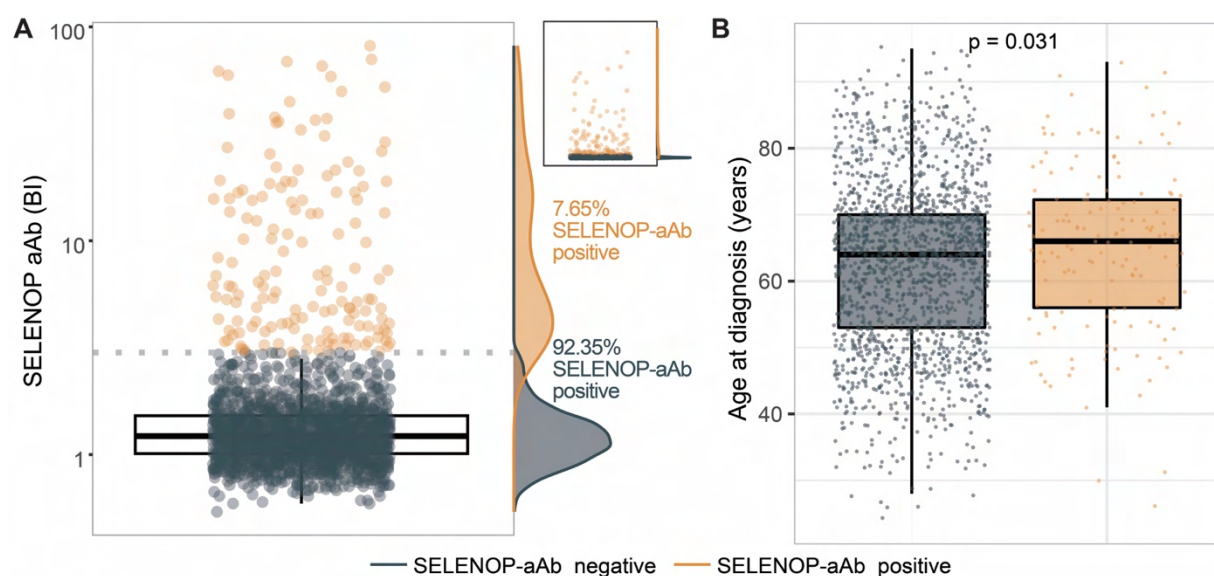 A
SELENOP aAb (BI)
100
10
1
7.65%
SELENOP-aAb
positive
92.35%
SELENOP-aAb
positive
B
p = 0.031
Age at diagnosis (years)
80
60
40
SELENOP-aAb negative
SELENOP-aAb positive